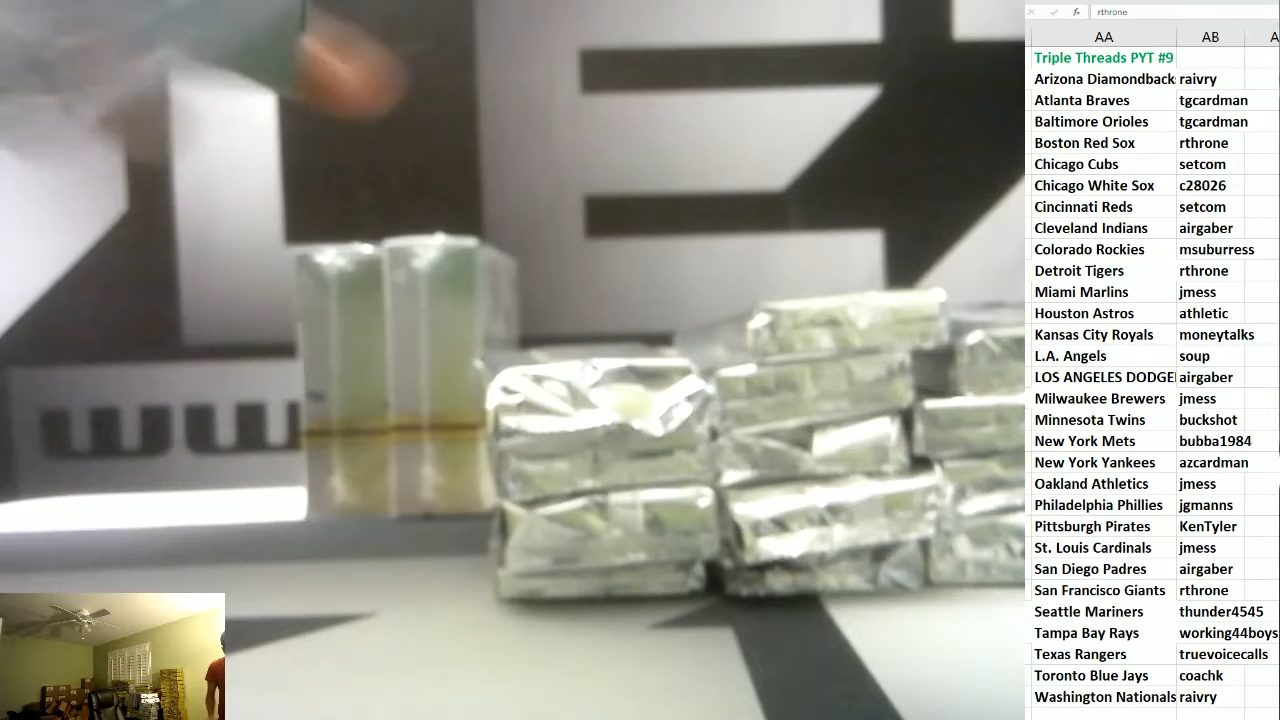 rthrone
AA AB
Triple Threads PYT #9
Arizona Diamondback raivry
Atlanta Braves tgcardman
Baltimore Orioles tgcardman
Boston Red Sox rthrone
Chicago Cubs setcom
Chicago White Sox c28026
Cincinnati Reds setcom
Cleveland Indians airgaber
Colorado Rockies msuburress
Detroit Tigers rthrone
Miami Marlins jmess
Houston Astros athletic
Kansas City Royals moneytalks
L.A. Angels soup
LOS ANGELES DODGE airgaber
Milwaukee Brewers jmess
Minnesota Twins buckshot
New York Mets bubba1984
New York Yankees azcardman
Oakland Athletics jmess
Philadelphia Phillies jgmanns
Pittsburgh Pirates KenTyler
St. Louis Cardinals jmess
San Diego Padres airgaber
San Francisco Giants rthrone
Seattle Mariners thunder4545
Tampa Bay Rays working44boys
Texas Rangers truevoicecalls
Toronto Blue Jays coachk
Washington Nationals raivry